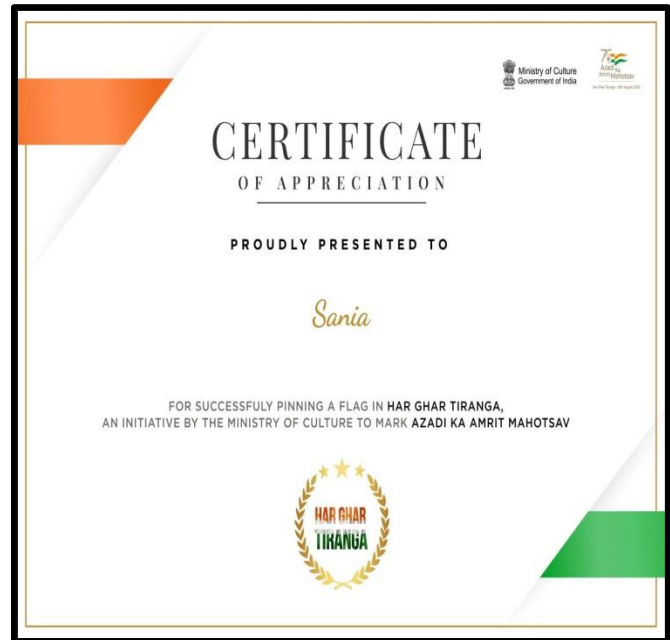 Ministry of Culture
Government of India
Azadi Ka
Amrit Mahotsav
CERTIFICATE
OF APPRECIATION
PROUDLY PRESENTED TO
Sania
FOR SUCCESSFULY PINNING A FLAG IN HAR GHAR TIRANGA,
AN INITIATIVE BY THE MINISTRY OF CULTURE TO MARK AZADI KA AMRIT MAHOTSAV
HAR GHAR
TIRANGA